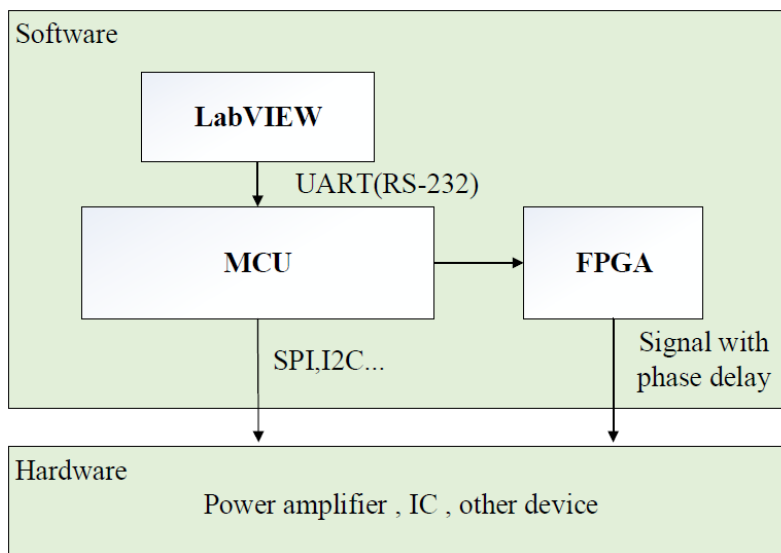 Software
LabVIEW
UART(RS-232)
MCU
FPGA
SPI,I2C...
Signal with
phase delay
Hardware
Power amplifier , IC , other device